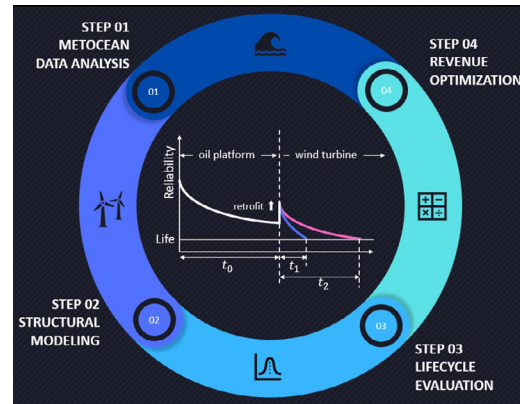 STEP 01
METOCEAN
DATA ANALYSIS
STEP 04
REVENUE
OPTIMIZATION
01
04
Reliability
oil platform
wind turbine
retrofit
Life
t₀
t₁
t₂
STEP 02
STRUCTURAL
MODELING
02
03
STEP 03
LIFECYCLE
EVALUATION